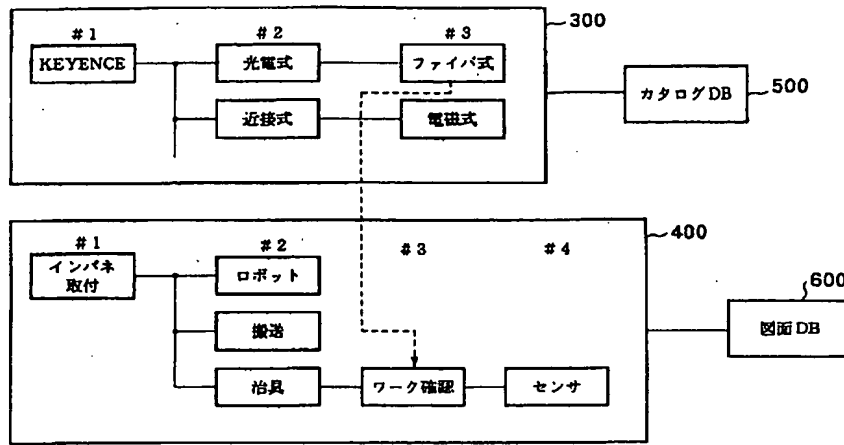 #1
#2
#3
300
KEYENCE
光電式
ファイバ式
近接式
電磁式
カタログDB
500
#1
#2
#3
#4
400
インパネ
取付
ロボット
搬送
治具
ワーク確認
センサ
600
図面DB